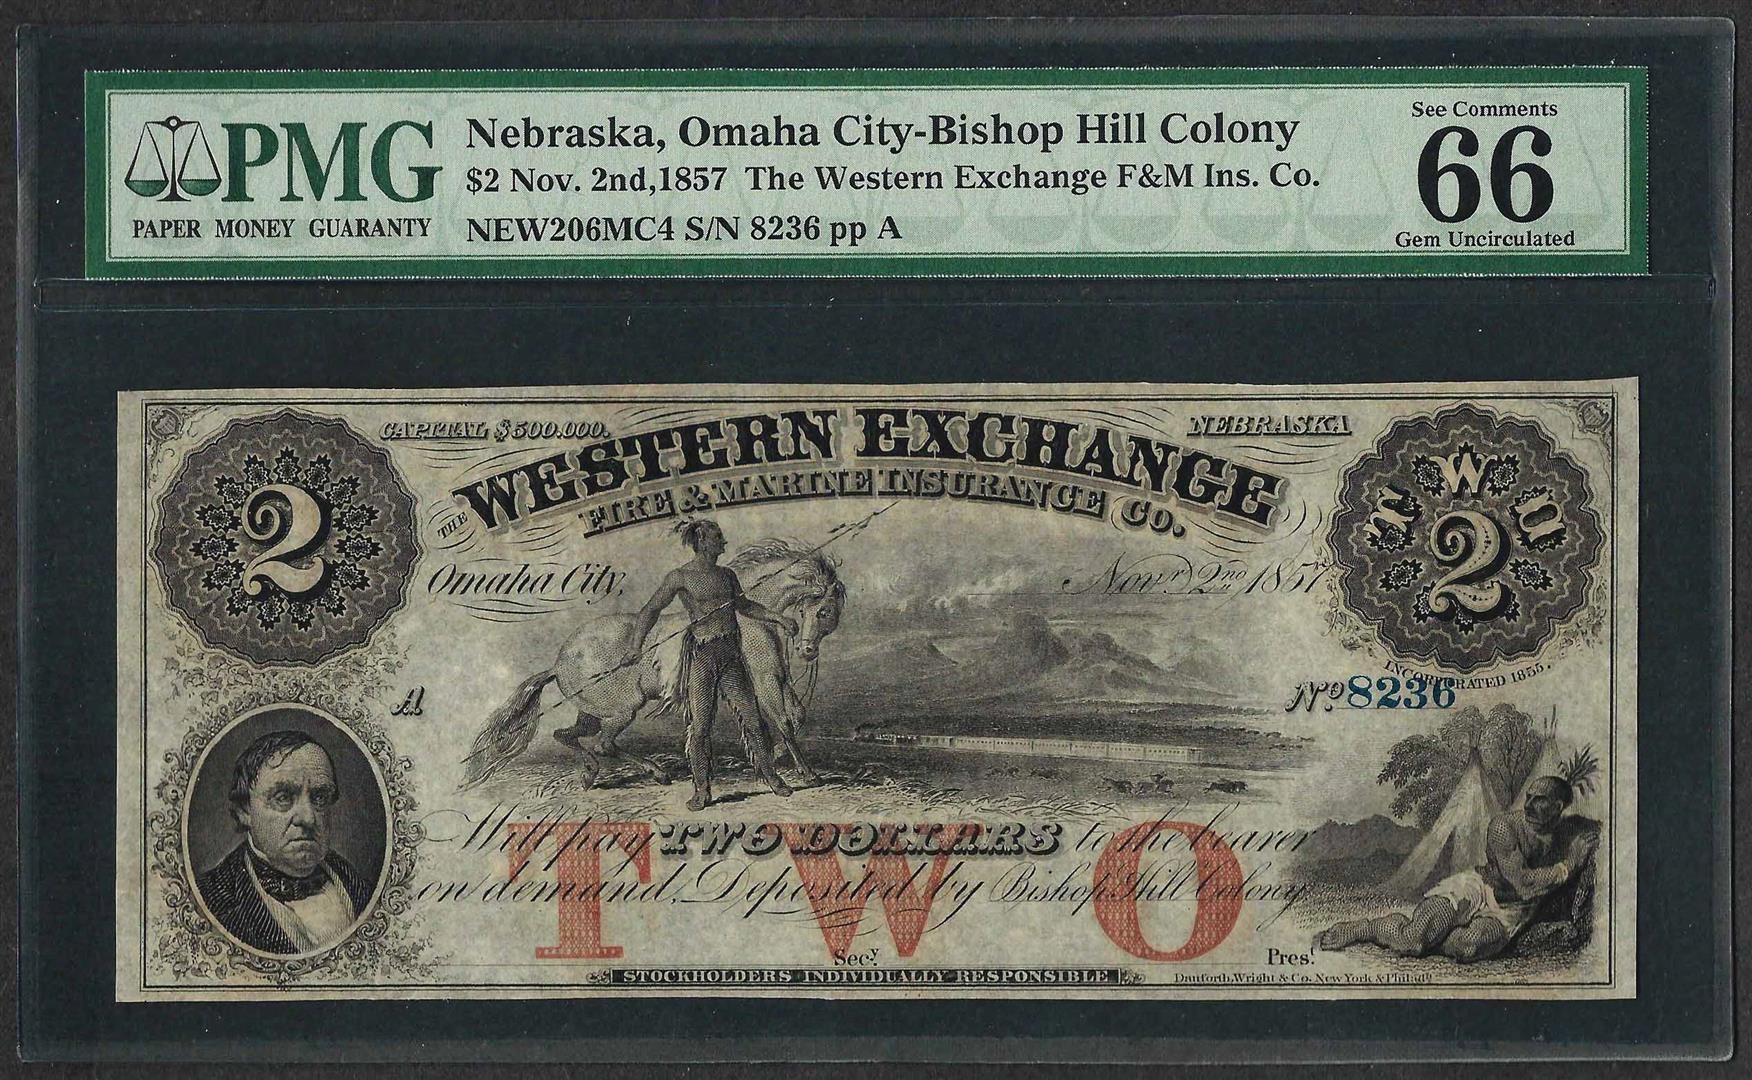 PMG
PAPER MONEY GUARANTY
Nebraska, Omaha City-Bishop Hill Colony
$2 Nov. 2nd,1857 The Western Exchange F&M Ins. Co.
NEW206MC4 S/N 8236 pp A
See Comments
66
Gem Uncirculated
CAPITAL $500.000.
NEBRASKA
THE WESTERN EXCHANGE
FIRE & MARINE INSURANCE CO.
2
TWO
2
Omaha City,
Novr. 2nd 1857
INCORPORATED 1855.
A
No. 8236
Will pay TWO DOLLARS to the bearer
on demand, Deposited by Bishop Hill Colony
TWO
Secy.
Prest.
STOCKHOLDERS INDIVIDUALLY RESPONSIBLE
Danforth, Wright & Co. New York & Philada.